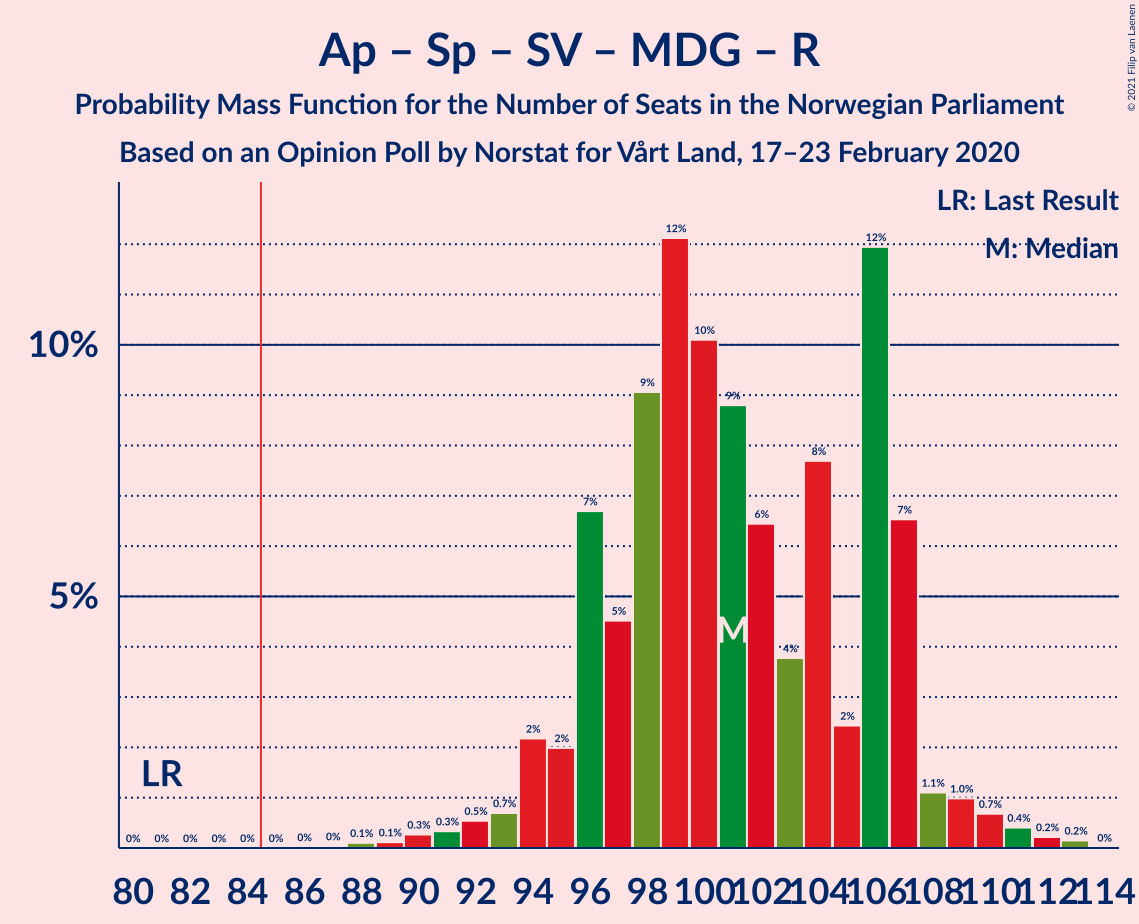 Ap – Sp – SV – MDG – R
Probability Mass Function for the Number of Seats in the Norwegian Parliament
Based on an Opinion Poll by Norstat for Vårt Land, 17–23 February 2020
© 2021 Filip van Laenen
LR: Last Result
M: Median
10%
5%
LR
M
0% 0% 0% 0% 0% 0% 0% 0% 0.1% 0.1% 0.3% 0.3% 0.5% 0.7% 2% 2% 7% 5% 9% 12% 10% 9% 6% 4% 8% 2% 12% 7% 1.1% 1.0% 0.7% 0.4% 0.2% 0.2% 0%
80 82 84 86 88 90 92 94 96 98 100 102 104 106 108 110 112 114